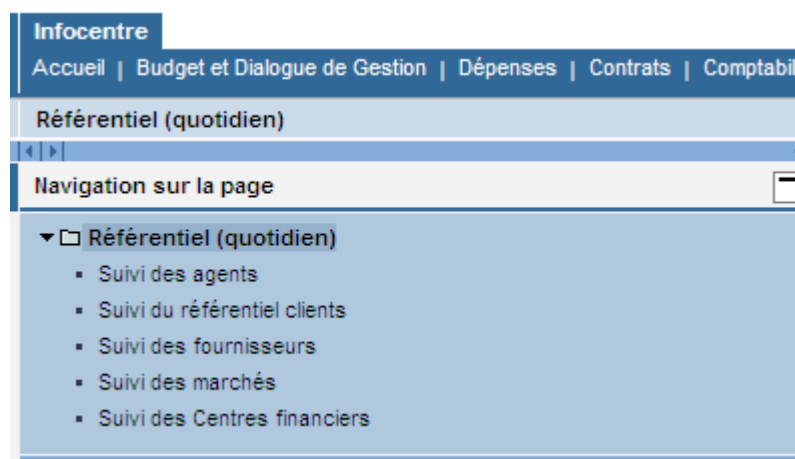 Infocentre
Accueil | Budget et Dialogue de Gestion | Dépenses | Contrats | Comptabil
Référentiel (quotidien)
Navigation sur la page
Référentiel (quotidien)
Suivi des agents
Suivi du référentiel clients
Suivi des fournisseurs
Suivi des marchés
Suivi des Centres financiers